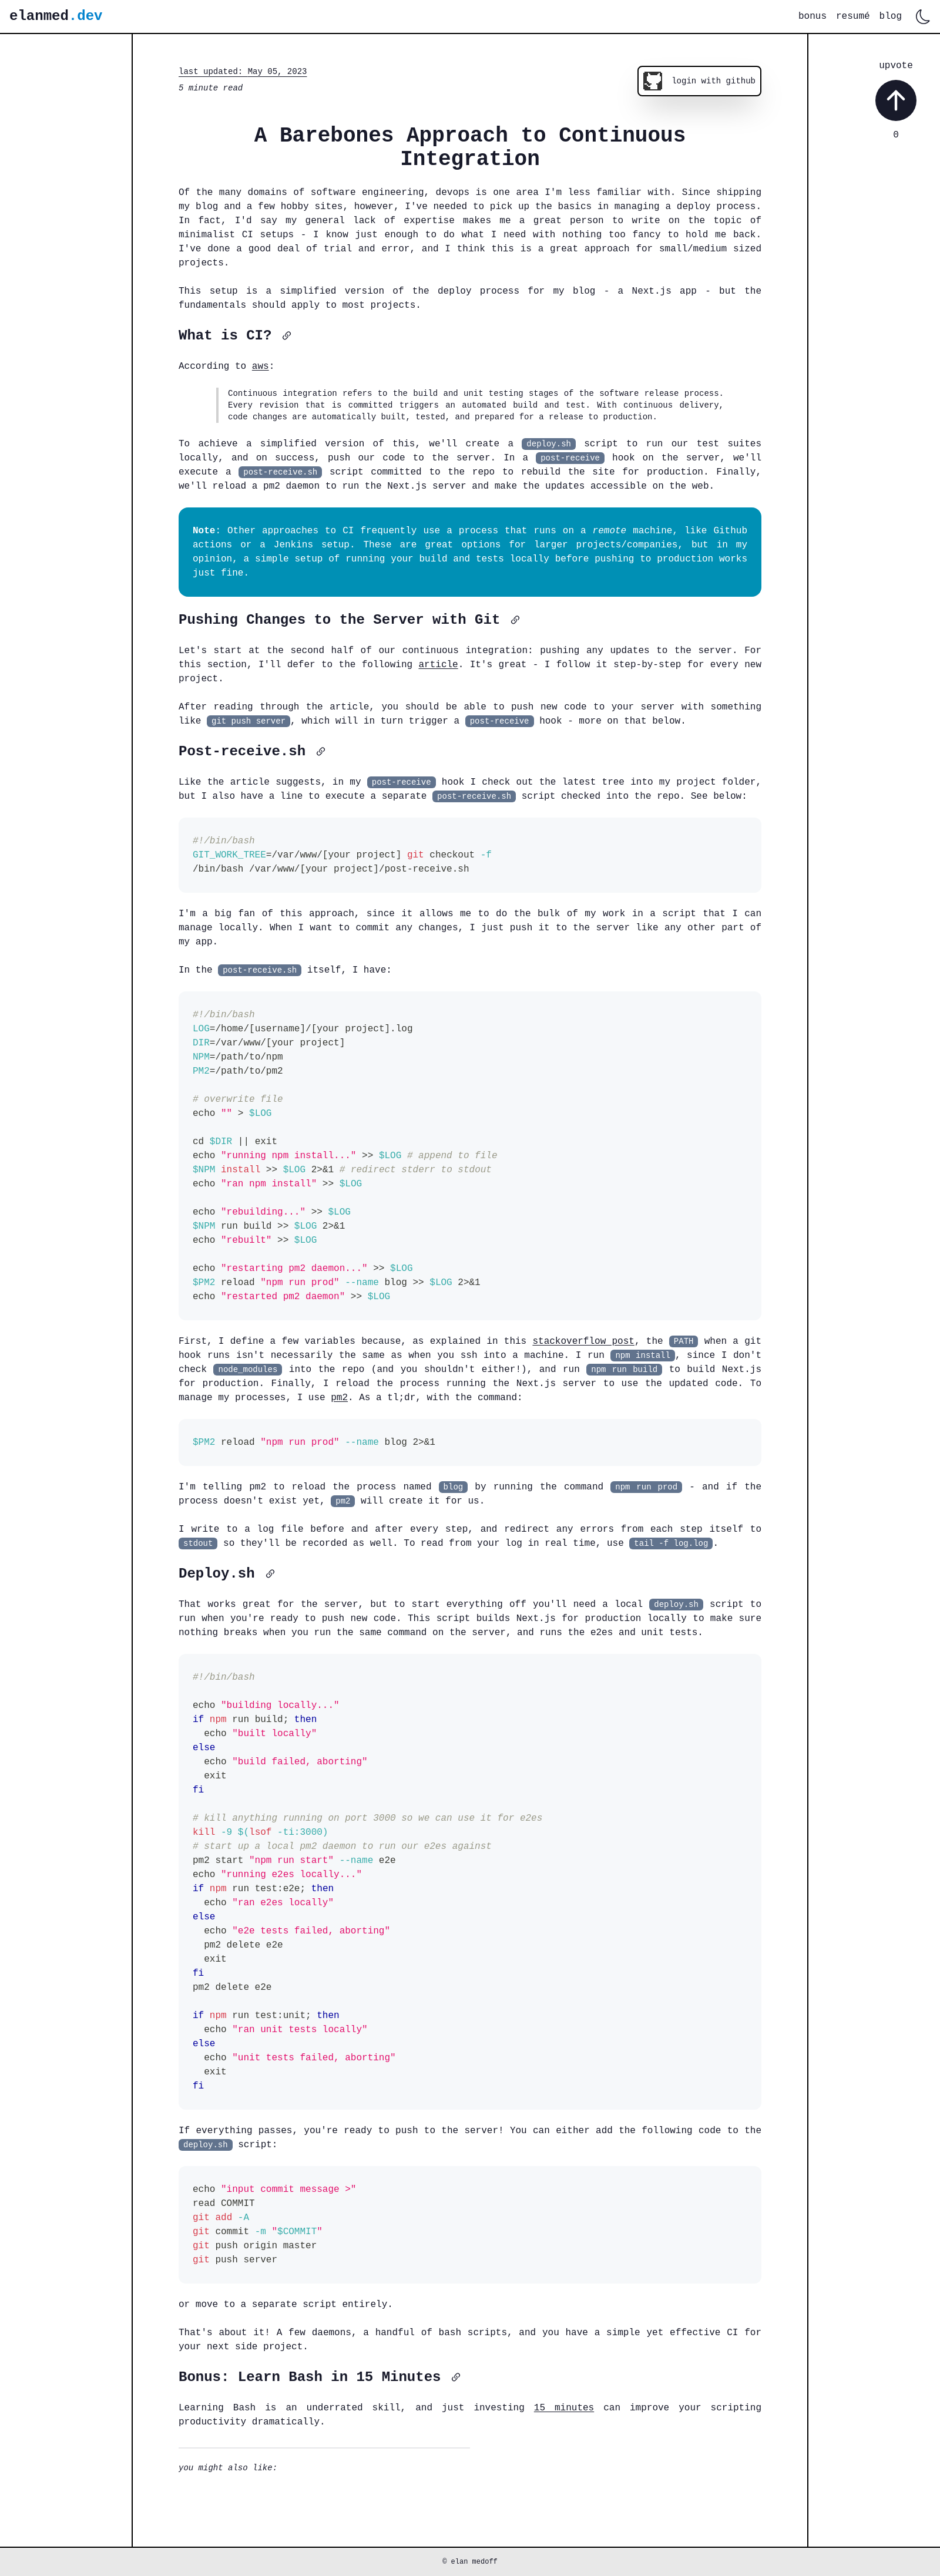 elanmed.dev
bonus resumé blog
upvote
0
last updated: May 05, 2023
5 minute read
login with github
A Barebones Approach to Continuous
Integration
Of the many domains of software engineering, devops is one area I'm less familiar with. Since shipping
my blog and a few hobby sites, however, I've needed to pick up the basics in managing a deploy process.
In fact, I'd say my general lack of expertise makes me a great person to write on the topic of
minimalist CI setups - I know just enough to do what I need with nothing too fancy to hold me back.
I've done a good deal of trial and error, and I think this is a great approach for small/medium sized
projects.
This setup is a simplified version of the deploy process for my blog - a Next.js app - but the
fundamentals should apply to most projects.
What is CI?
According to aws:
Continuous integration refers to the build and unit testing stages of the software release process.
Every revision that is committed triggers an automated build and test. With continuous delivery,
code changes are automatically built, tested, and prepared for a release to production.
To achieve a simplified version of this, we'll create a deploy.sh script to run our test suites
locally, and on success, push our code to the server. In a post-receive hook on the server, we'll
execute a post-receive.sh script committed to the repo to rebuild the site for production. Finally,
we'll reload a pm2 daemon to run the Next.js server and make the updates accessible on the web.
Note: Other approaches to CI frequently use a process that runs on a remote machine, like Github
actions or a Jenkins setup. These are great options for larger projects/companies, but in my
opinion, a simple setup of running your build and tests locally before pushing to production works
just fine.
Pushing Changes to the Server with Git
Let's start at the second half of our continuous integration: pushing any updates to the server. For
this section, I'll defer to the following article. It's great - I follow it step-by-step for every new
project.
After reading through the article, you should be able to push new code to your server with something
like git push server, which will in turn trigger a post-receive hook - more on that below.
Post-receive.sh
Like the article suggests, in my post-receive hook I check out the latest tree into my project folder,
but I also have a line to execute a separate post-receive.sh script checked into the repo. See below:
#!/bin/bash
GIT_WORK_TREE=/var/www/[your project] git checkout -f
/bin/bash /var/www/[your project]/post-receive.sh
I'm a big fan of this approach, since it allows me to do the bulk of my work in a script that I can
manage locally. When I want to commit any changes, I just push it to the server like any other part of
my app.
In the post-receive.sh itself, I have:
#!/bin/bash
LOG=/home/[username]/[your project].log
DIR=/var/www/[your project]
NPM=/path/to/npm
PM2=/path/to/pm2
# overwrite file
echo "" > $LOG
cd $DIR || exit
echo "running npm install..." >> $LOG # append to file
$NPM install >> $LOG 2>&1 # redirect stderr to stdout
echo "ran npm install" >> $LOG
echo "rebuilding..." >> $LOG
$NPM run build >> $LOG 2>&1
echo "rebuilt" >> $LOG
echo "restarting pm2 daemon..." >> $LOG
$PM2 reload "npm run prod" --name blog >> $LOG 2>&1
echo "restarted pm2 daemon" >> $LOG
First, I define a few variables because, as explained in this stackoverflow post, the PATH when a git
hook runs isn't necessarily the same as when you ssh into a machine. I run npm install, since I don't
check node_modules into the repo (and you shouldn't either!), and run npm run build to build Next.js
for production. Finally, I reload the process running the Next.js server to use the updated code. To
manage my processes, I use pm2. As a tl;dr, with the command:
$PM2 reload "npm run prod" --name blog 2>&1
I'm telling pm2 to reload the process named blog by running the command npm run prod - and if the
process doesn't exist yet, pm2 will create it for us.
I write to a log file before and after every step, and redirect any errors from each step itself to
stdout so they'll be recorded as well. To read from your log in real time, use tail -f log.log.
Deploy.sh
That works great for the server, but to start everything off you'll need a local deploy.sh script to
run when you're ready to push new code. This script builds Next.js for production locally to make sure
nothing breaks when you run the same command on the server, and runs the e2es and unit tests.
#!/bin/bash
echo "building locally..."
if npm run build; then
echo "built locally"
else
echo "build failed, aborting"
exit
fi
# kill anything running on port 3000 so we can use it for e2es
kill -9 $(lsof -ti:3000)
# start up a local pm2 daemon to run our e2es against
pm2 start "npm run start" --name e2e
echo "running e2es locally..."
if npm run test:e2e; then
echo "ran e2es locally"
else
echo "e2e tests failed, aborting"
pm2 delete e2e
exit
fi
pm2 delete e2e
if npm run test:unit; then
echo "ran unit tests locally"
else
echo "unit tests failed, aborting"
exit
fi
If everything passes, you're ready to push to the server! You can either add the following code to the
deploy.sh script:
echo "input commit message >"
read COMMIT
git add -A
git commit -m "$COMMIT"
git push origin master
git push server
or move to a separate script entirely.
That's about it! A few daemons, a handful of bash scripts, and you have a simple yet effective CI for
your next side project.
Bonus: Learn Bash in 15 Minutes
Learning Bash is an underrated skill, and just investing 15 minutes can improve your scripting
productivity dramatically.
you might also like:
© elan medoff